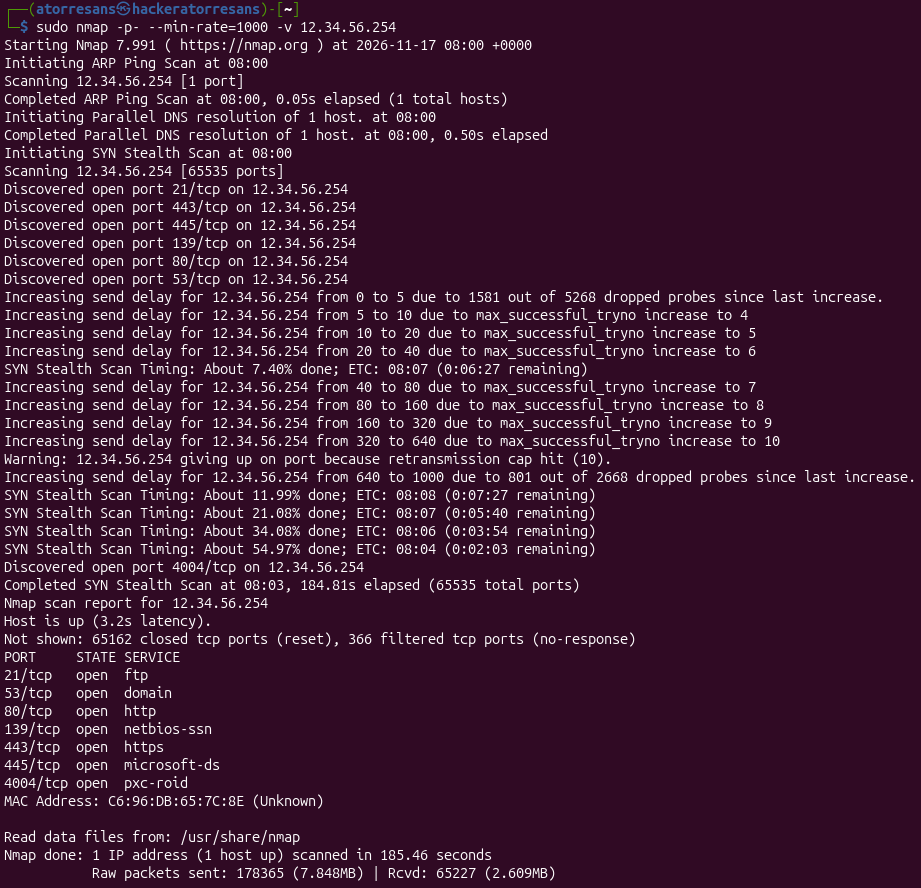 ┌──(atorresans㉿hackeratorresans)-[~]
└─$ sudo nmap -p- --min-rate=1000 -v 12.34.56.254
Starting Nmap 7.991 ( https://nmap.org ) at 2026-11-17 08:00 +0000
Initiating ARP Ping Scan at 08:00
Scanning 12.34.56.254 [1 port]
Completed ARP Ping Scan at 08:00, 0.05s elapsed (1 total hosts)
Initiating Parallel DNS resolution of 1 host. at 08:00
Completed Parallel DNS resolution of 1 host. at 08:00, 0.50s elapsed
Initiating SYN Stealth Scan at 08:00
Scanning 12.34.56.254 [65535 ports]
Discovered open port 21/tcp on 12.34.56.254
Discovered open port 443/tcp on 12.34.56.254
Discovered open port 445/tcp on 12.34.56.254
Discovered open port 139/tcp on 12.34.56.254
Discovered open port 80/tcp on 12.34.56.254
Discovered open port 53/tcp on 12.34.56.254
Increasing send delay for 12.34.56.254 from 0 to 5 due to 1581 out of 5268 dropped probes since last increase.
Increasing send delay for 12.34.56.254 from 5 to 10 due to max_successful_tryno increase to 4
Increasing send delay for 12.34.56.254 from 10 to 20 due to max_successful_tryno increase to 5
Increasing send delay for 12.34.56.254 from 20 to 40 due to max_successful_tryno increase to 6
SYN Stealth Scan Timing: About 7.40% done; ETC: 08:07 (0:06:27 remaining)
Increasing send delay for 12.34.56.254 from 40 to 80 due to max_successful_tryno increase to 7
Increasing send delay for 12.34.56.254 from 80 to 160 due to max_successful_tryno increase to 8
Increasing send delay for 12.34.56.254 from 160 to 320 due to max_successful_tryno increase to 9
Increasing send delay for 12.34.56.254 from 320 to 640 due to max_successful_tryno increase to 10
Warning: 12.34.56.254 giving up on port because retransmission cap hit (10).
Increasing send delay for 12.34.56.254 from 640 to 1000 due to 801 out of 2668 dropped probes since last increase.
SYN Stealth Scan Timing: About 11.99% done; ETC: 08:08 (0:07:27 remaining)
SYN Stealth Scan Timing: About 21.08% done; ETC: 08:07 (0:05:40 remaining)
SYN Stealth Scan Timing: About 34.08% done; ETC: 08:06 (0:03:54 remaining)
SYN Stealth Scan Timing: About 54.97% done; ETC: 08:04 (0:02:03 remaining)
Discovered open port 4004/tcp on 12.34.56.254
Completed SYN Stealth Scan at 08:03, 184.81s elapsed (65535 total ports)
Nmap scan report for 12.34.56.254
Host is up (3.2s latency).
Not shown: 65162 closed tcp ports (reset), 366 filtered tcp ports (no-response)
PORT     STATE SERVICE
21/tcp   open  ftp
53/tcp   open  domain
80/tcp   open  http
139/tcp  open  netbios-ssn
443/tcp  open  https
445/tcp  open  microsoft-ds
4004/tcp open  pxc-roid
MAC Address: C6:96:DB:65:7C:8E (Unknown)

Read data files from: /usr/share/nmap
Nmap done: 1 IP address (1 host up) scanned in 185.46 seconds
           Raw packets sent: 178365 (7.848MB) | Rcvd: 65227 (2.609MB)